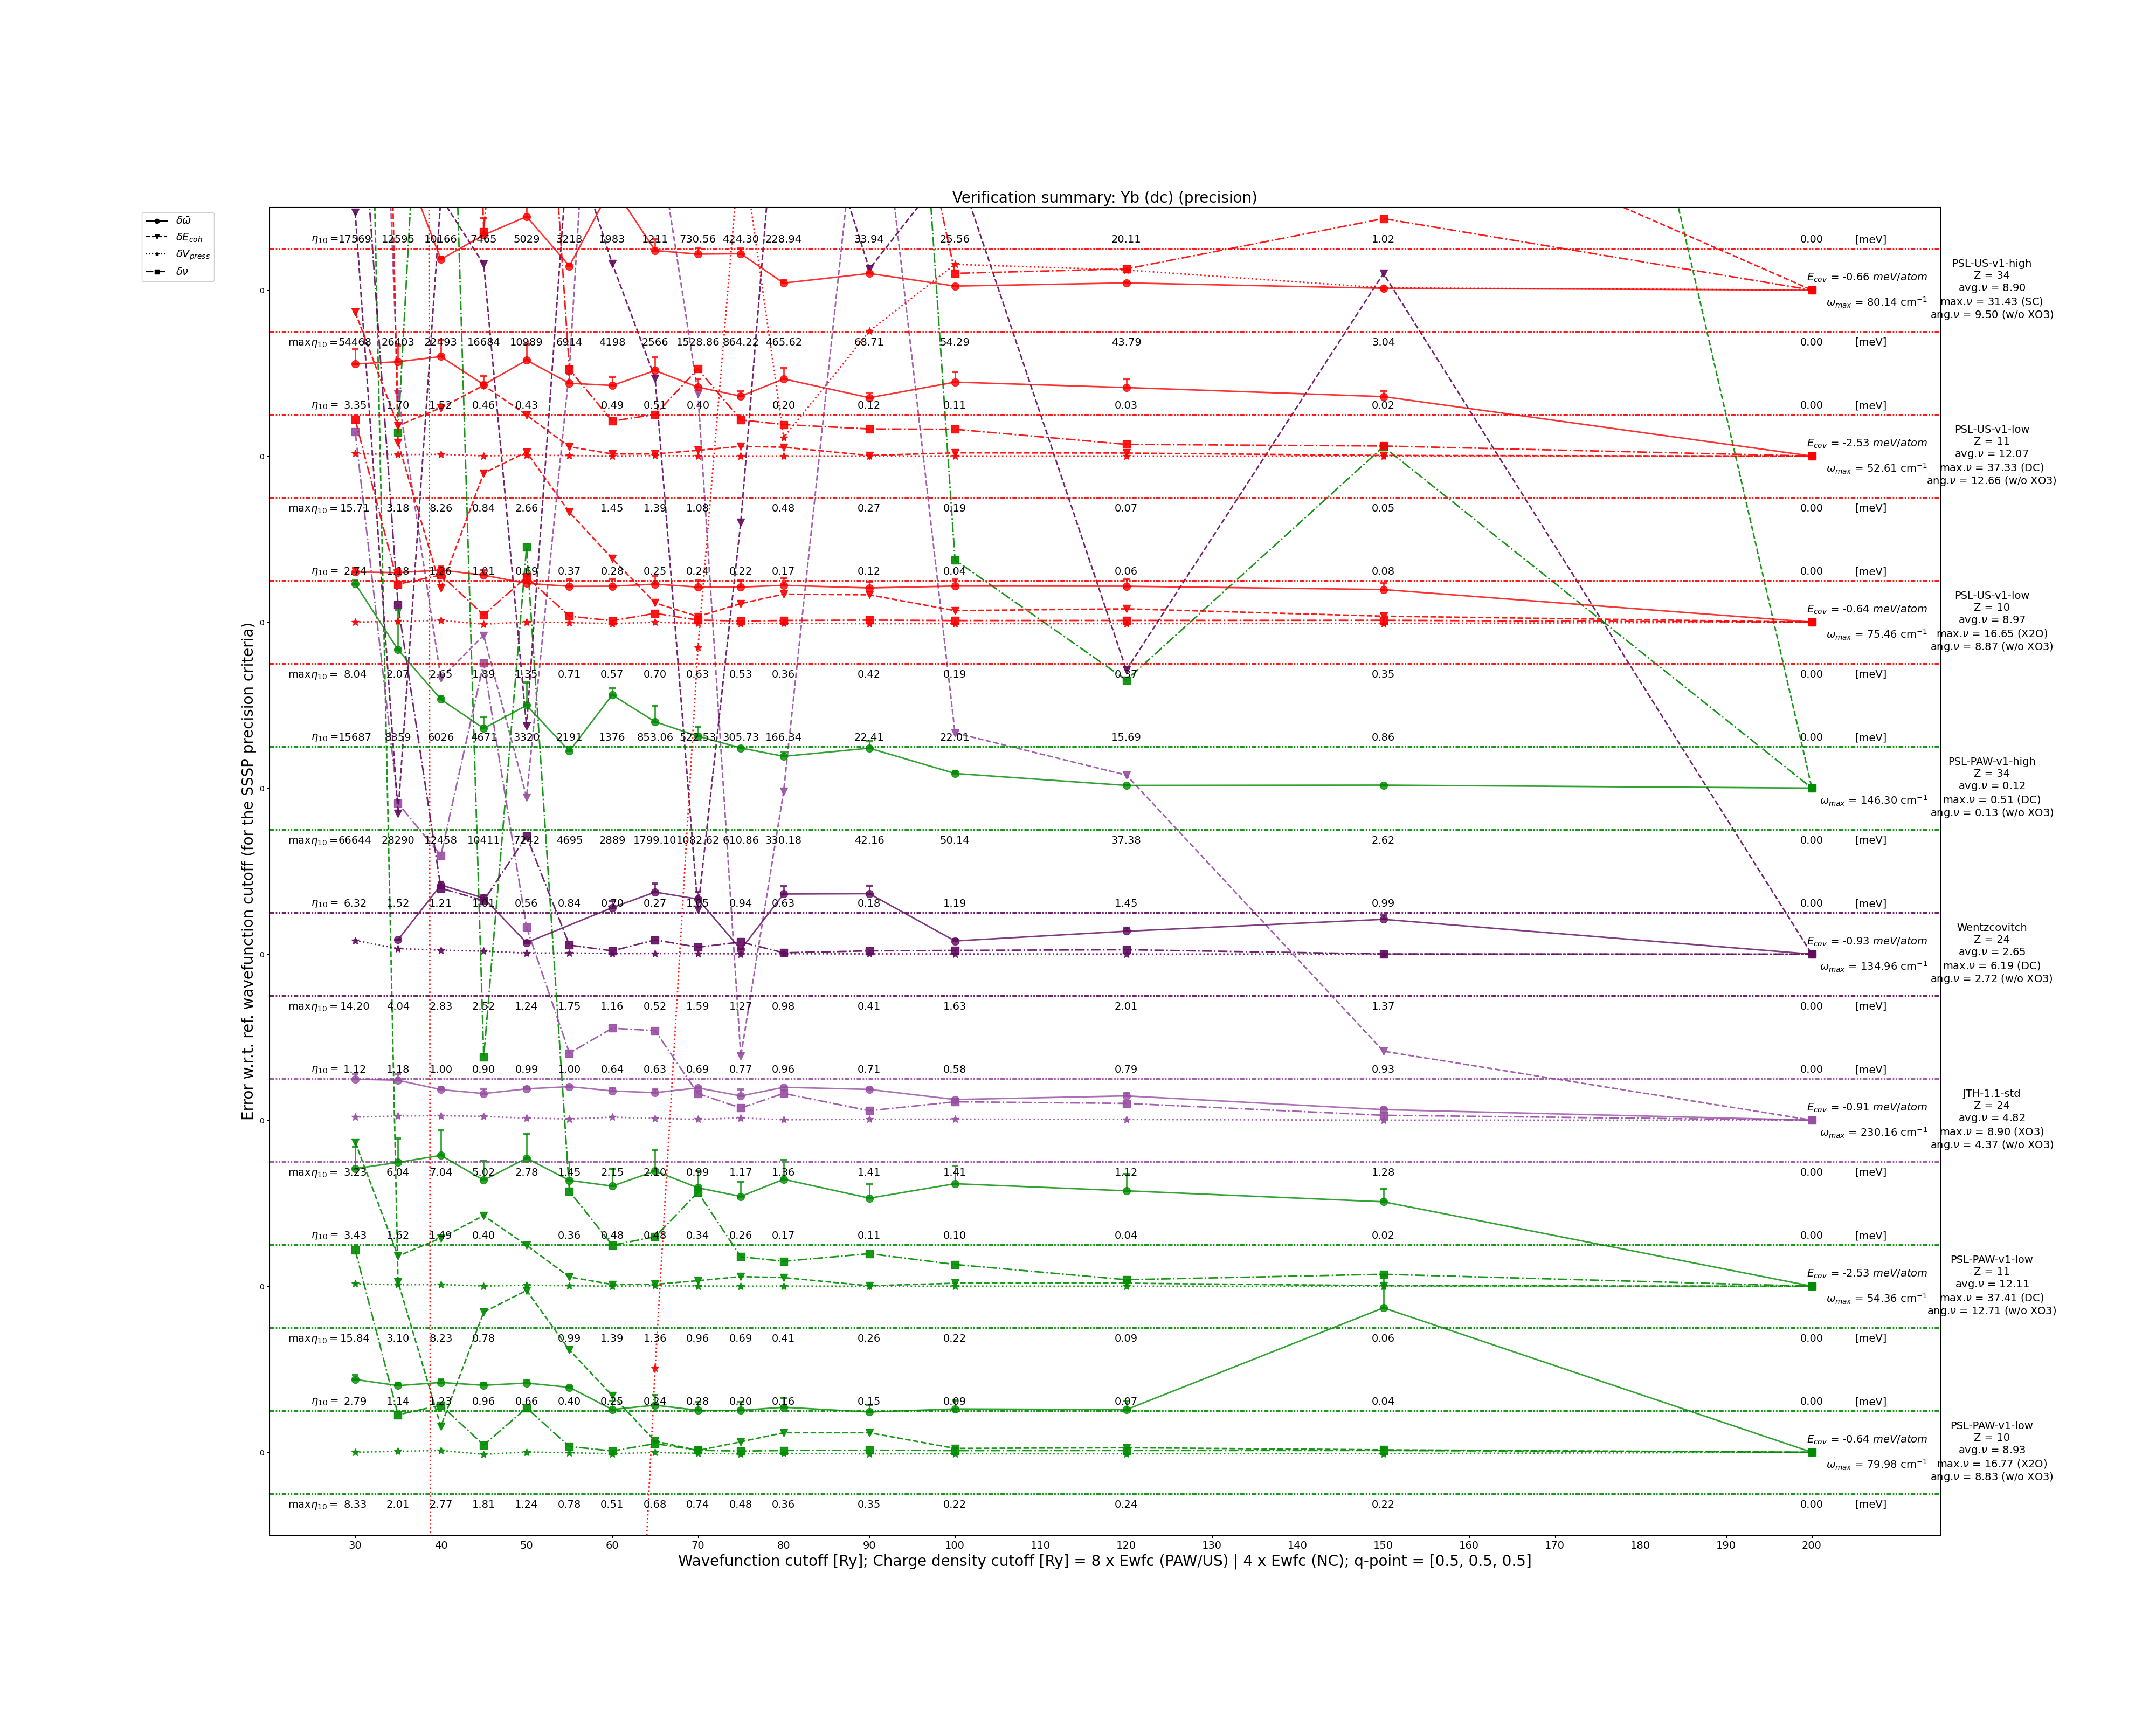 Verification summary: Yb (dc) (precision)
δω̄
δE_coh
δV_press
δν
Error w.r.t. ref. wavefunction cutoff (for the SSSP precision criteria)
η₁₀ = 17569 12595 10166 7465 5029 3213 1983 1211 730.56 424.30 228.94 33.94 25.56 20.11 1.02 0.00 [meV]
0
E_cov = -0.66 meV/atom
ω_max = 80.14 cm⁻¹
PSL-US-v1-high
Z = 34
avg.ν = 8.90
max.ν = 31.43 (SC)
ang.ν = 9.50 (w/o XO3)
maxη₁₀ = 54468 26403 22493 16684 10989 6914 4198 2566 1528.86 864.22 465.62 68.71 54.29 43.79 3.04 0.00 [meV]
η₁₀ = 3.35 1.70 1.52 0.46 0.43 0.49 0.51 0.40 0.20 0.12 0.11 0.03 0.02 0.00 [meV]
0
E_cov = -2.53 meV/atom
ω_max = 52.61 cm⁻¹
PSL-US-v1-low
Z = 11
avg.ν = 12.07
max.ν = 37.33 (DC)
ang.ν = 12.66 (w/o XO3)
maxη₁₀ = 15.71 3.18 8.26 0.84 2.66 1.45 1.39 1.08 0.48 0.27 0.19 0.07 0.05 0.00 [meV]
η₁₀ = 2.74 1.18 1.26 1.01 0.69 0.37 0.28 0.25 0.24 0.22 0.17 0.12 0.04 0.06 0.08 0.00 [meV]
0
E_cov = -0.64 meV/atom
ω_max = 75.46 cm⁻¹
PSL-US-v1-low
Z = 10
avg.ν = 8.97
max.ν = 16.65 (X2O)
ang.ν = 8.87 (w/o XO3)
maxη₁₀ = 8.04 2.07 2.65 1.89 1.35 0.71 0.57 0.70 0.63 0.53 0.36 0.42 0.19 0.37 0.35 0.00 [meV]
η₁₀ = 15687 8359 6026 4671 3320 2191 1376 853.06 522.53 305.73 166.34 22.41 22.01 15.69 0.86 0.00 [meV]
0
ω_max = 146.30 cm⁻¹
PSL-PAW-v1-high
Z = 34
avg.ν = 0.12
max.ν = 0.51 (DC)
ang.ν = 0.13 (w/o XO3)
maxη₁₀ = 66644 28290 12458 10411 7242 4695 2889 1799.10 1082.62 610.86 330.18 42.16 50.14 37.38 2.62 0.00 [meV]
η₁₀ = 6.32 1.52 1.21 0.56 0.84 0.70 0.27 0.94 0.63 0.18 1.19 1.45 0.99 0.00 [meV]
0
E_cov = -0.93 meV/atom
ω_max = 134.96 cm⁻¹
Wentzcovitch
Z = 24
avg.ν = 2.65
max.ν = 6.19 (DC)
ang.ν = 2.72 (w/o XO3)
maxη₁₀ = 14.20 4.04 2.83 2.52 1.24 1.75 1.16 0.52 1.59 1.27 0.98 0.41 1.63 2.01 1.37 0.00 [meV]
η₁₀ = 1.12 1.18 1.00 0.90 0.99 1.00 0.64 0.63 0.69 0.77 0.96 0.71 0.58 0.79 0.93 0.00 [meV]
0
E_cov = -0.91 meV/atom
ω_max = 230.16 cm⁻¹
JTH-1.1-std
Z = 24
avg.ν = 4.82
max.ν = 8.90 (XO3)
ang.ν = 4.37 (w/o XO3)
maxη₁₀ = 3.23 6.04 7.04 5.02 2.78 1.45 2.15 2.10 0.99 1.17 1.36 1.41 1.41 1.12 1.28 0.00 [meV]
η₁₀ = 3.43 1.62 1.49 0.40 0.36 0.48 0.48 0.34 0.26 0.17 0.11 0.10 0.04 0.02 0.00 [meV]
0
E_cov = -2.53 meV/atom
ω_max = 54.36 cm⁻¹
PSL-PAW-v1-low
Z = 11
avg.ν = 12.11
max.ν = 37.41 (DC)
ang.ν = 12.71 (w/o XO3)
maxη₁₀ = 15.84 3.10 8.23 0.78 0.99 1.39 1.36 0.96 0.69 0.41 0.26 0.22 0.09 0.06 0.00 [meV]
η₁₀ = 2.79 1.14 1.23 0.96 0.66 0.40 0.25 0.24 0.28 0.20 0.16 0.15 0.09 0.07 0.04 0.00 [meV]
0
E_cov = -0.64 meV/atom
ω_max = 79.98 cm⁻¹
PSL-PAW-v1-low
Z = 10
avg.ν = 8.93
max.ν = 16.77 (X2O)
ang.ν = 8.83 (w/o XO3)
maxη₁₀ = 8.33 2.01 2.77 1.81 1.24 0.78 0.51 0.68 0.74 0.48 0.36 0.35 0.22 0.24 0.22 0.00 [meV]
30 40 50 60 70 80 90 100 110 120 130 140 150 160 170 180 190 200
Wavefunction cutoff [Ry]; Charge density cutoff [Ry] = 8 x Ewfc (PAW/US) | 4 x Ewfc (NC); q-point = [0.5, 0.5, 0.5]